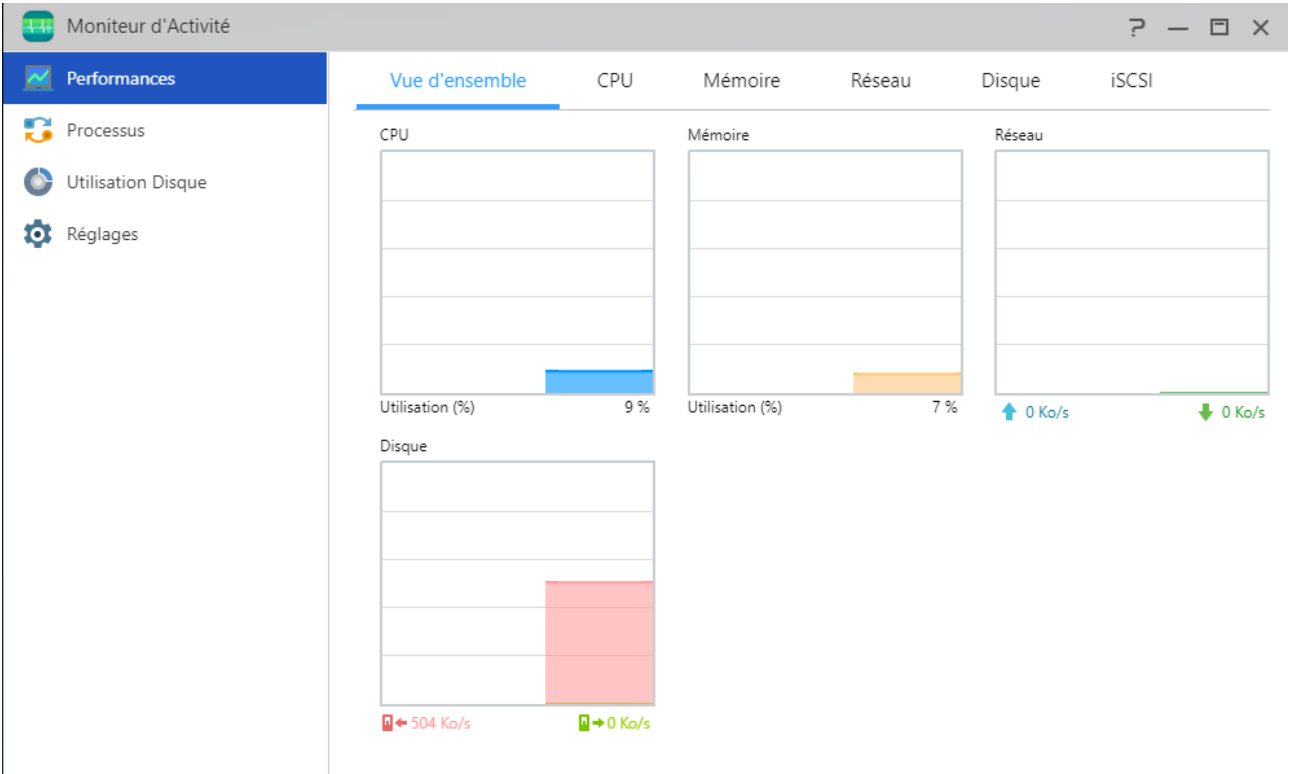 Moniteur d'Activité
Performances
Processus
Utilisation Disque
Réglages
Vue d'ensemble CPU Mémoire Réseau Disque iSCSI
CPU Mémoire Réseau
Utilisation (%) 9 % Utilisation (%) 7 % 0 Ko/s 0 Ko/s
Disque
504 Ko/s 0 Ko/s